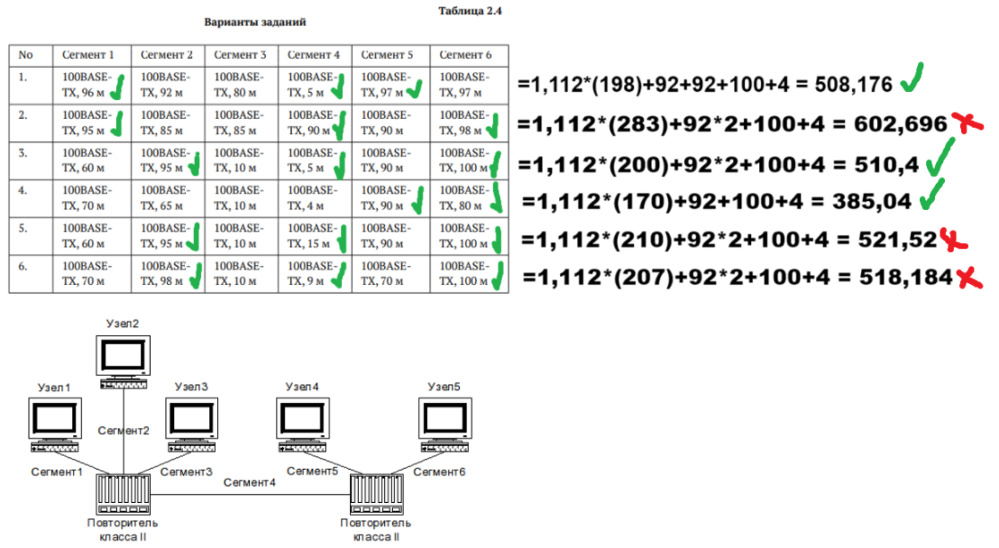 Таблица 2.4
Варианты заданий
No Сегмент 1 Сегмент 2 Сегмент 3 Сегмент 4 Сегмент 5 Сегмент 6
1. 100BASE- 100BASE- 100BASE- 100BASE- 100BASE- 100BASE-
TX, 96 м TX, 92 м TX, 80 м TX, 5 м TX, 97 м TX, 97 м
=1,112*(198)+92+92+100+4 = 508,176
2. 100BASE- 100BASE- 100BASE- 100BASE- 100BASE- 100BASE-
TX, 95 м TX, 85 м TX, 85 м TX, 90 м TX, 90 м TX, 98 м
=1,112*(283)+92*2+100+4 = 602,696
3. 100BASE- 100BASE- 100BASE- 100BASE- 100BASE- 100BASE-
TX, 60 м TX, 95 м TX, 10 м TX, 5 м TX, 90 м TX, 100 м
=1,112*(200)+92*2+100+4 = 510,4
4. 100BASE- 100BASE- 100BASE- 100BASE- 100BASE- 100BASE-
TX, 70 м TX, 65 м TX, 10 м TX, 4 м TX, 90 м TX, 80 м
=1,112*(170)+92+100+4 = 385,04
5. 100BASE- 100BASE- 100BASE- 100BASE- 100BASE- 100BASE-
TX, 60 м TX, 95 м TX, 10 м TX, 15 м TX, 90 м TX, 100 м
=1,112*(210)+92*2+100+4 = 521,52
6. 100BASE- 100BASE- 100BASE- 100BASE- 100BASE- 100BASE-
TX, 70 м TX, 98 м TX, 10 м TX, 9 м TX, 70 м TX, 100 м
=1,112*(207)+92*2+100+4 = 518,184
Узел2
Узел1 Узел3 Узел4 Узел5
Сегмент2
Сегмент1 Сегмент3 Сегмент5 Сегмент6
Сегмент4
Повторитель Повторитель
класса II класса II